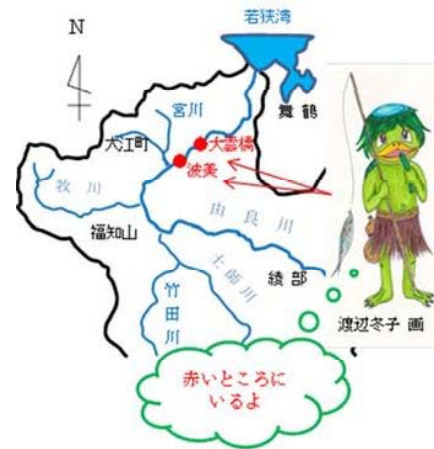 若狭湾
N
宮川
舞鶴
大江町
大雲橋
波美
牧川
由良川
福知山
土師川
綾部
竹田川
渡辺冬子 画
赤いところに
いるよ